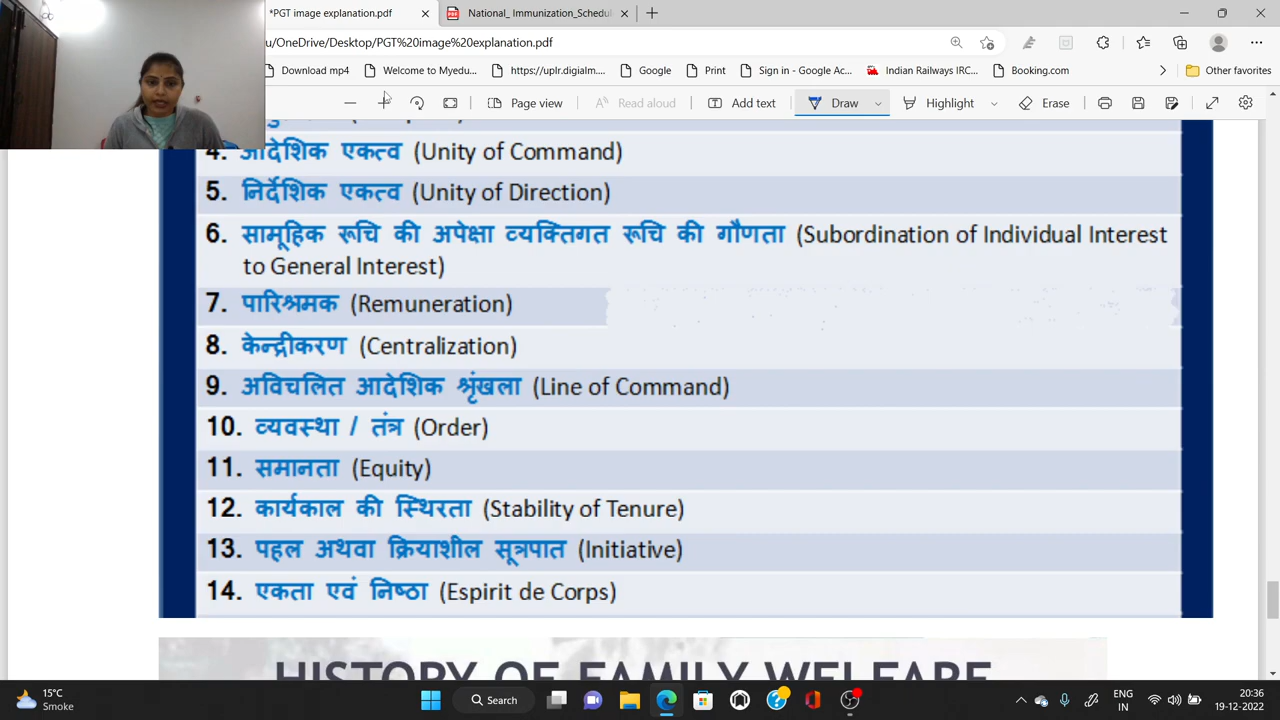 *PGT image explanation.pdf
National_ Immunization_Schedu
u/OneDrive/Desktop/PGT%20image%20explanation.pdf
Download mp4
Welcome to Myedu...
https://uplr.digialm....
Google
Print
Sign in - Google Ac...
Indian Railways IRC...
Booking.com
Other favorites
Page view
Read aloud
Add text
Draw
Highlight
Erase
4. आदेशिक एकत्व (Unity of Command)
5. निर्देशिक एकत्व (Unity of Direction)
6. सामूहिक रूचि की अपेक्षा व्यक्तिगत रूचि की गौणता (Subordination of Individual Interest
to General Interest)
7. पारिश्रमक (Remuneration)
8. केन्द्रीकरण (Centralization)
9. अविचलित आदेशिक श्रृंखला (Line of Command)
10. व्यवस्था / तंत्र (Order)
11. समानता (Equity)
12. कार्यकाल की स्थिरता (Stability of Tenure)
13. पहल अथवा क्रियाशील सूत्रपात (Initiative)
14. एकता एवं निष्ठा (Espirit de Corps)
HISTORY OF FAMILY WELFARE
15°C
Smoke
Search
ENG
IN
20:36
19-12-2022